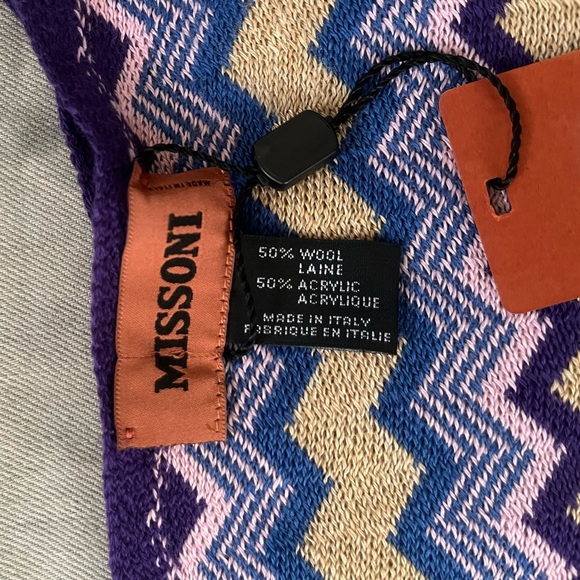 MADE IN ITALY
MISSONI
50% WOOL
LAINE
50% ACRYLIC
ACRYLIQUE
MADE IN ITALY
FABRIQUE EN ITALIE